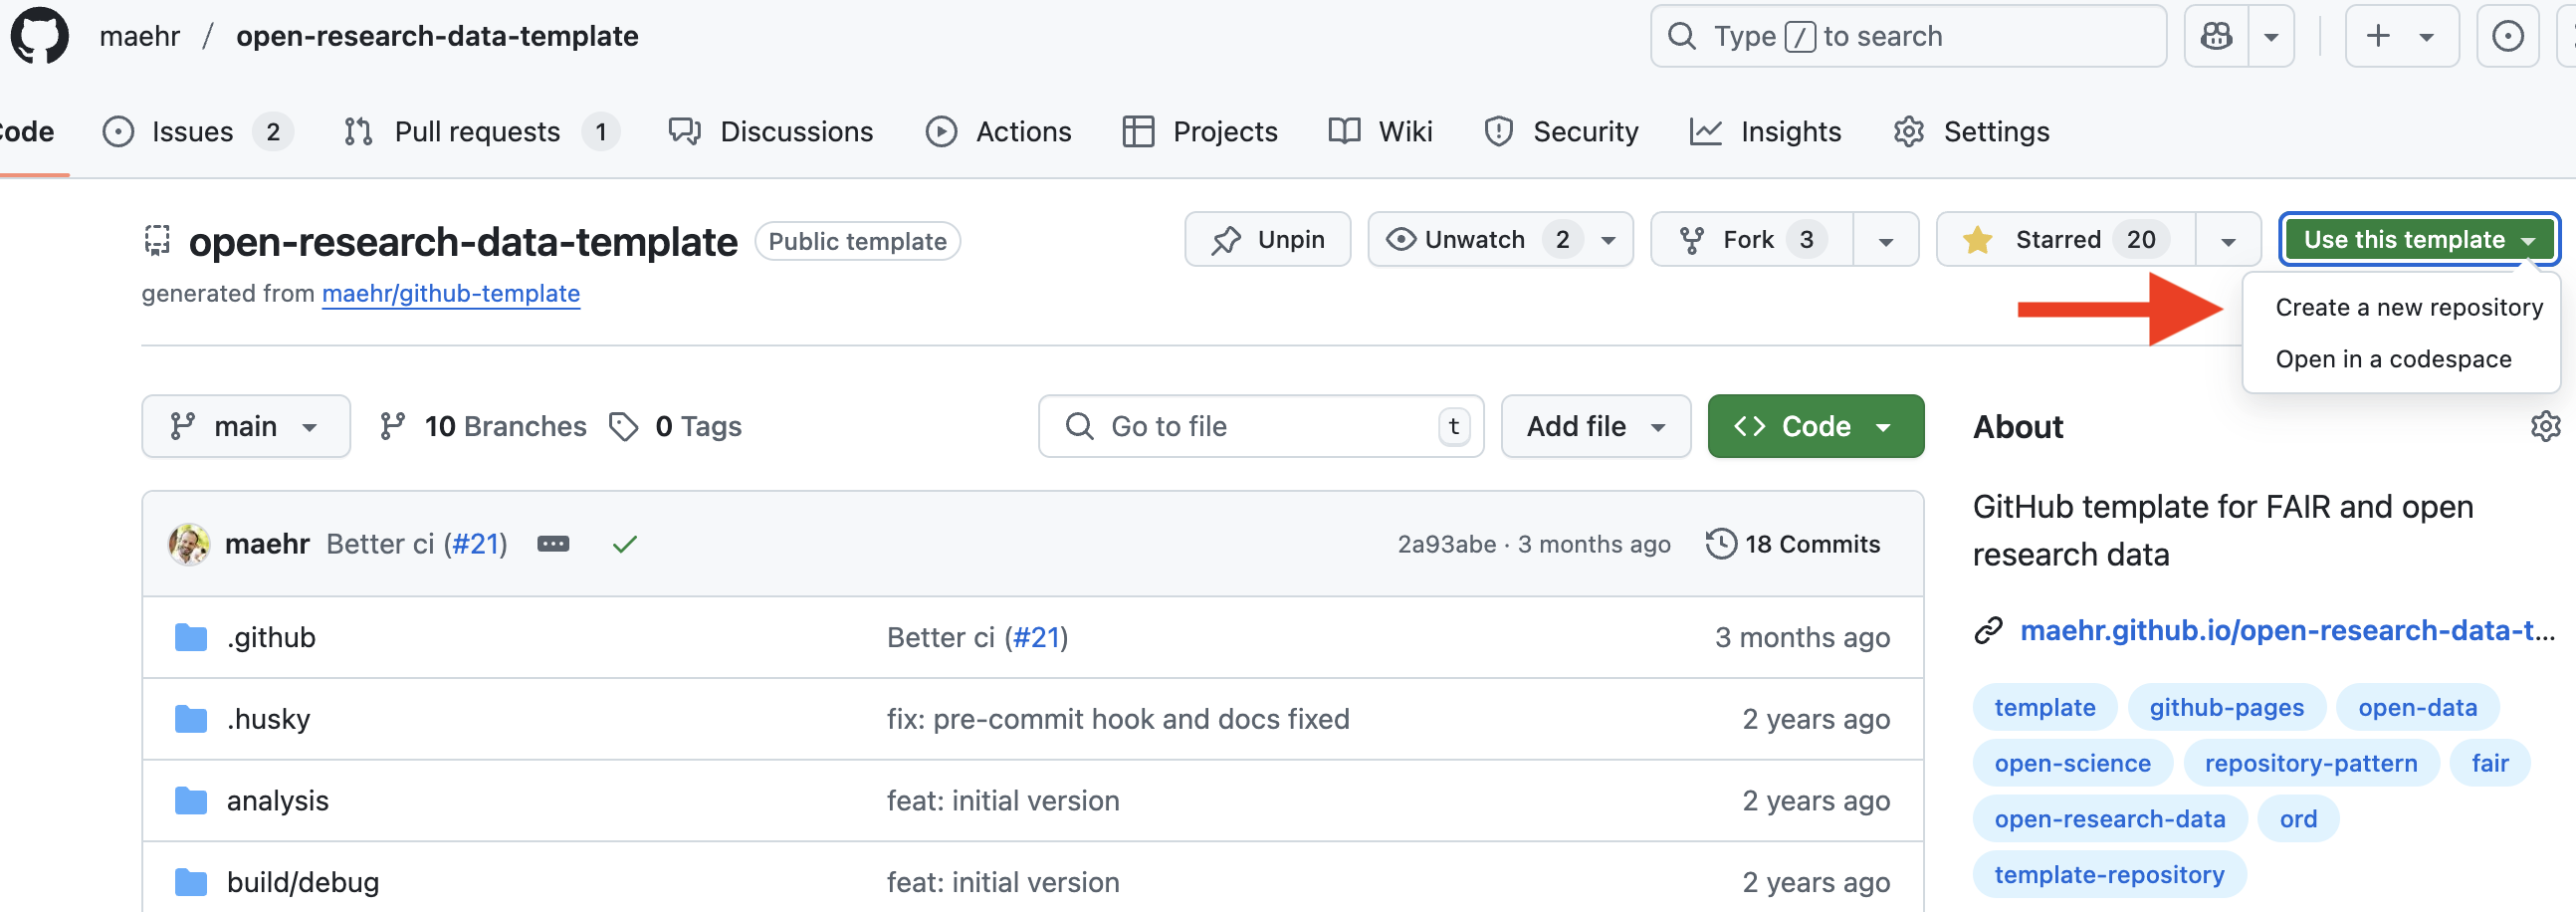 maehr / open-research-data-template Type / to search
Code Issues 2 Pull requests 1 Discussions Actions Projects Wiki Security Insights Settings
open-research-data-template Public template Unpin Unwatch 2 Fork 3 Starred 20 Use this template
generated from maehr/github-template
Create a new repository
Open in a codespace
main 10 Branches 0 Tags Go to file t Add file Code
maehr Better ci (#21) 2a93abe · 3 months ago 18 Commits
.github Better ci (#21) 3 months ago
.husky fix: pre-commit hook and docs fixed 2 years ago
analysis feat: initial version 2 years ago
build/debug feat: initial version 2 years ago
About
GitHub template for FAIR and open
research data
maehr.github.io/open-research-data-t...
template github-pages open-data
open-science repository-pattern fair
open-research-data ord
template-repository